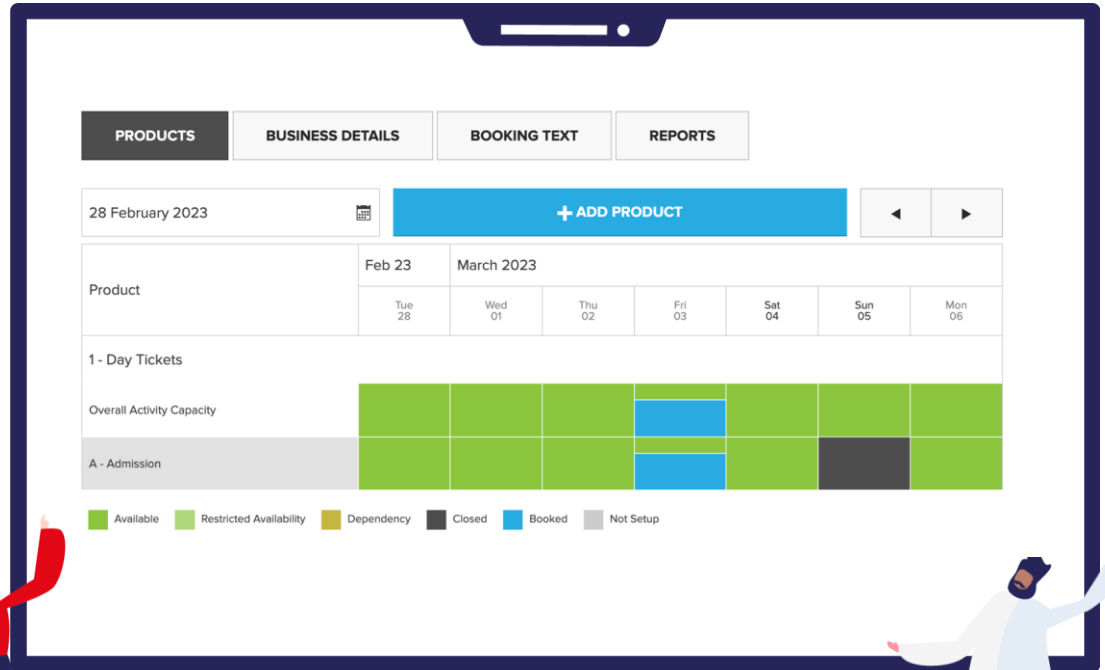 PRODUCTS BUSINESS DETAILS BOOKING TEXT REPORTS
28 February 2023 + ADD PRODUCT
Product Feb 23 March 2023
Tue Wed Thu Fri Sat Sun Mon
28 01 02 03 04 05 06
1 - Day Tickets
Overall Activity Capacity
A - Admission
Available Restricted Availability Dependency Closed Booked Not Setup